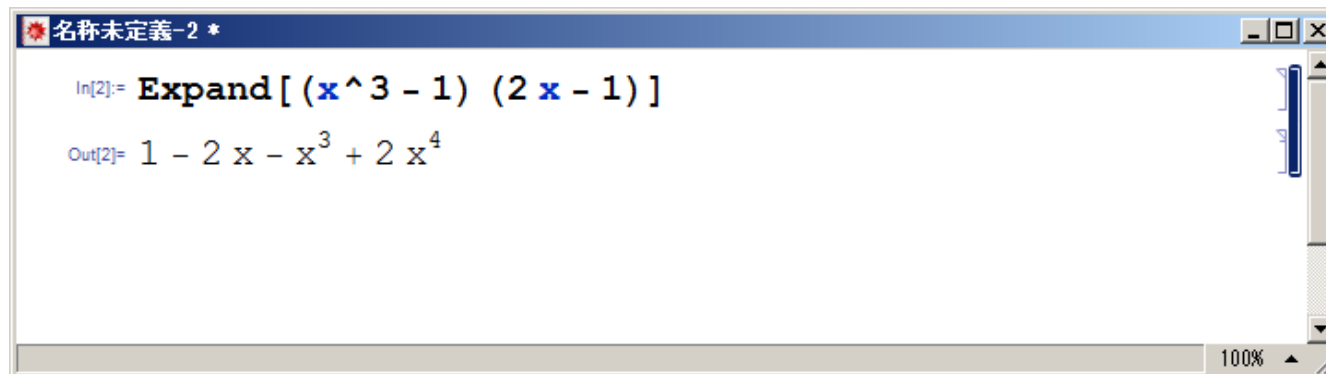 名称未定義-2 *
In[2]:= Expand[(x^3 - 1) (2 x - 1)]
Out[2]= 1 - 2 x - x³ + 2 x⁴
100%